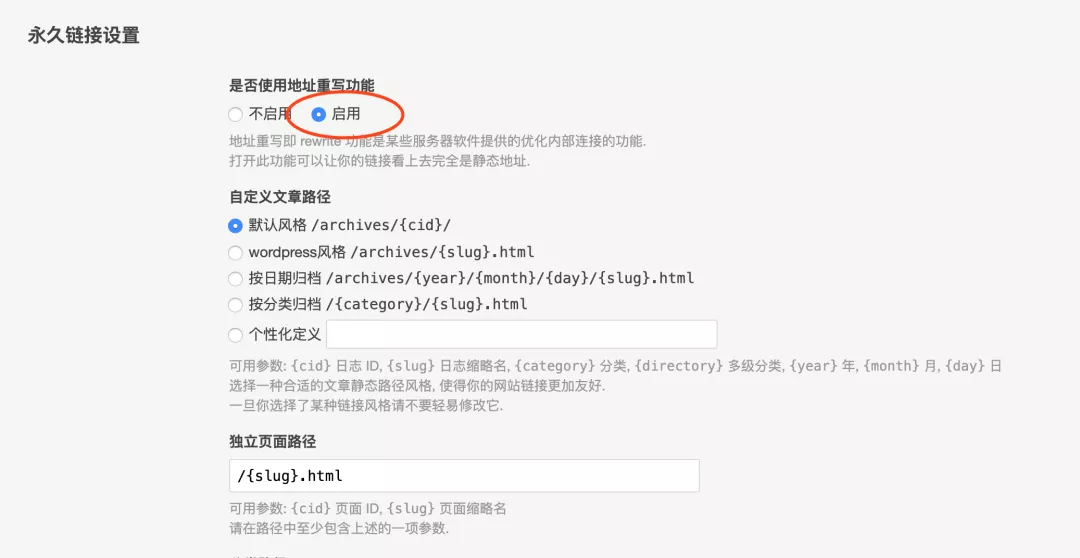 永久链接设置
是否使用地址重写功能
不启用 启用
地址重写即 rewrite 功能是某些服务器软件提供的优化内部连接的功能.
打开此功能可以让你的链接看上去完全是静态地址.
自定义文章路径
默认风格 /archives/{cid}/
wordpress风格 /archives/{slug}.html
按日期归档 /archives/{year}/{month}/{day}/{slug}.html
按分类归档 /{category}/{slug}.html
个性化定义
可用参数: {cid} 日志 ID, {slug} 日志缩略名, {category} 分类, {directory} 多级分类, {year} 年, {month} 月, {day} 日
选择一种合适的文章静态路径风格, 使得你的网站链接更加友好.
一旦你选择了某种链接风格请不要轻易修改它.
独立页面路径
/{slug}.html
可用参数: {cid} 页面 ID, {slug} 页面缩略名
请在路径中至少包含上述的一项参数.